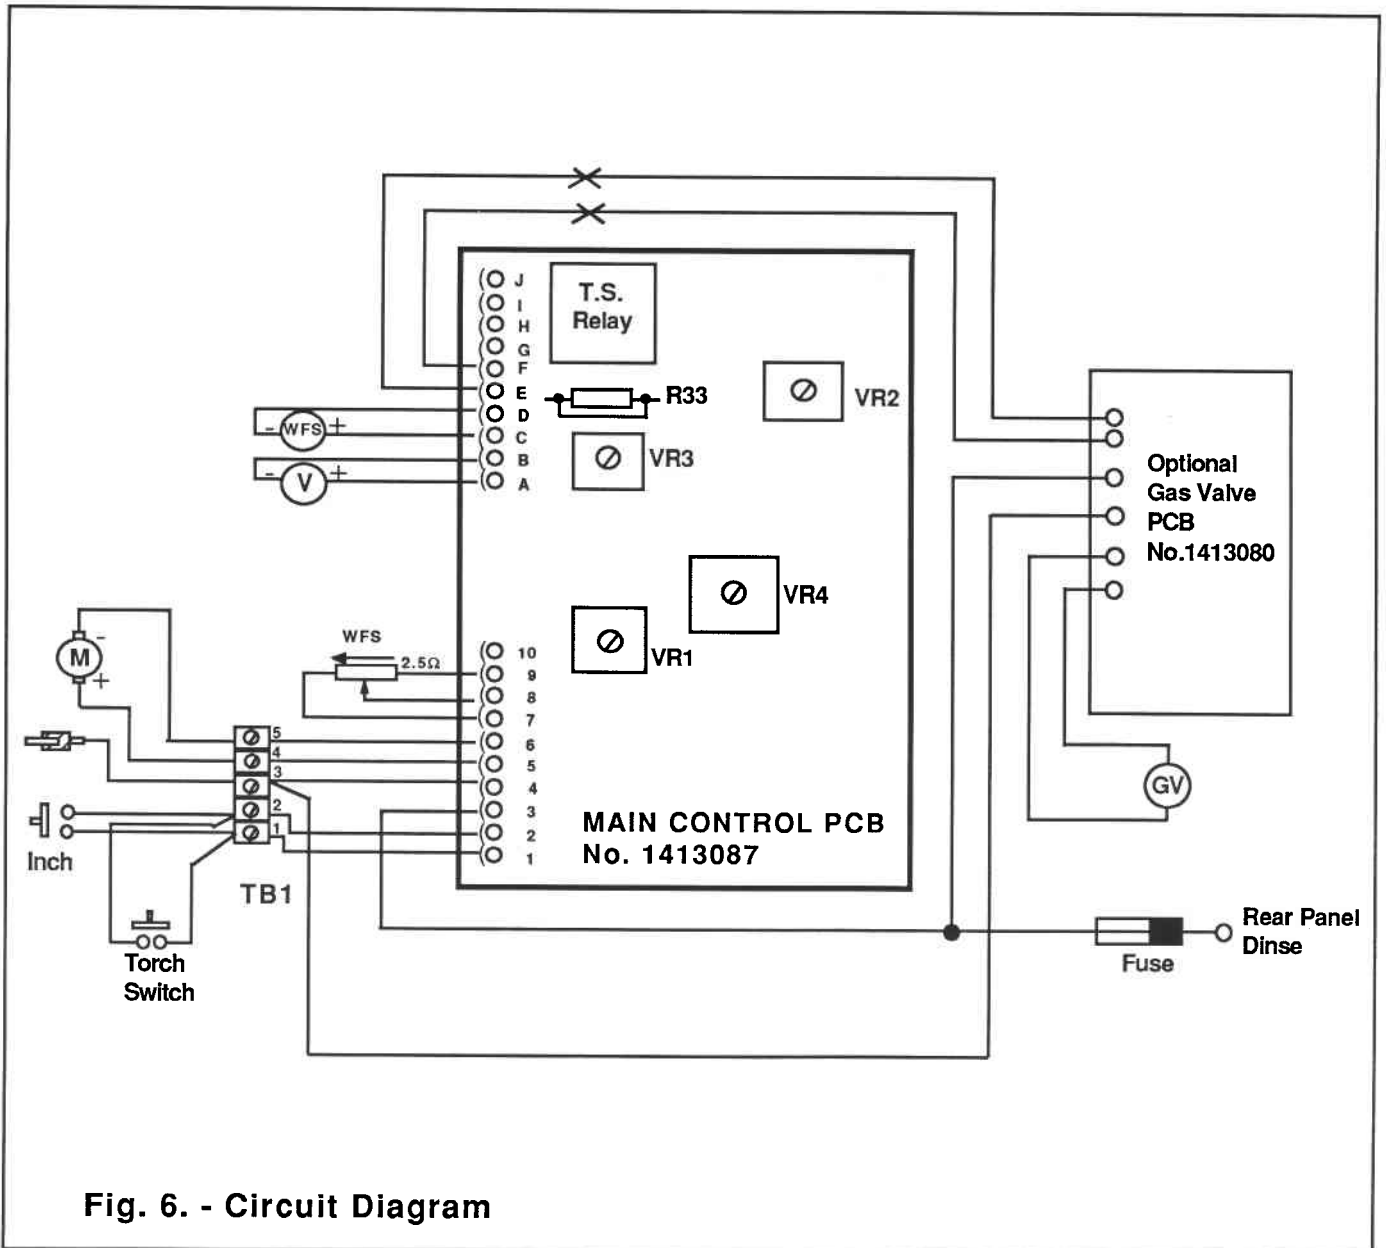 J
T.S.
Relay
I
H
G
F
E
R33
D
C
B
A
VR2
VR3
- WFS +
- V +
Optional
Gas Valve
PCB
No.1413080
VR4
VR1
WFS
2.5Ω
10
9
8
7
6
5
4
3
2
1
M
-
+
5
4
3
2
1
Inch
TB1
MAIN CONTROL PCB
No. 1413087
GV
Torch
Switch
Fuse
Rear Panel
Dinse
Fig. 6. - Circuit Diagram